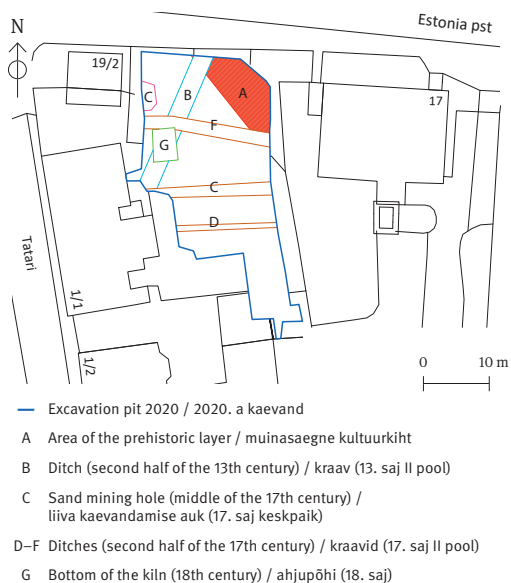 Estonia pst
N
19/2
17
A
B
C
F
G
C
D
Tatari
1/1
1/2
0 10 m
Excavation pit 2020 / 2020. a kaevand
A Area of the prehistoric layer / muinasaegne kultuurkiht
B Ditch (second half of the 13th century) / kraav (13. saj II pool)
C Sand mining hole (middle of the 17th century) /
liiva kaevandamise auk (17. saj keskpaik)
D–F Ditches (second half of the 17th century) / kraavid (17. saj II pool)
G Bottom of the kiln (18th century) / ahjupõhi (18. saj)